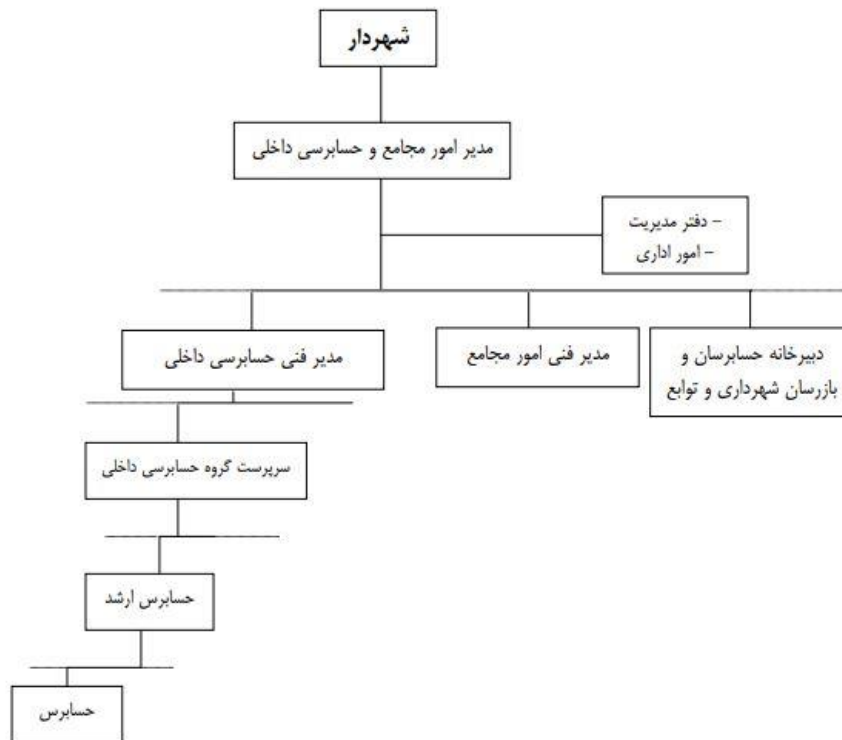 شهردار
مدیر امور مجامع و حسابرسی داخلی
– دفتر مدیریت
– امور اداری
دبیرخانه حسابرسان و
بازرسان شهرداری و توابع
مدیر فنی امور مجامع
مدیر فنی حسابرسی داخلی
سرپرست گروه حسابرسی داخلی
حسابرس ارشد
حسابرس